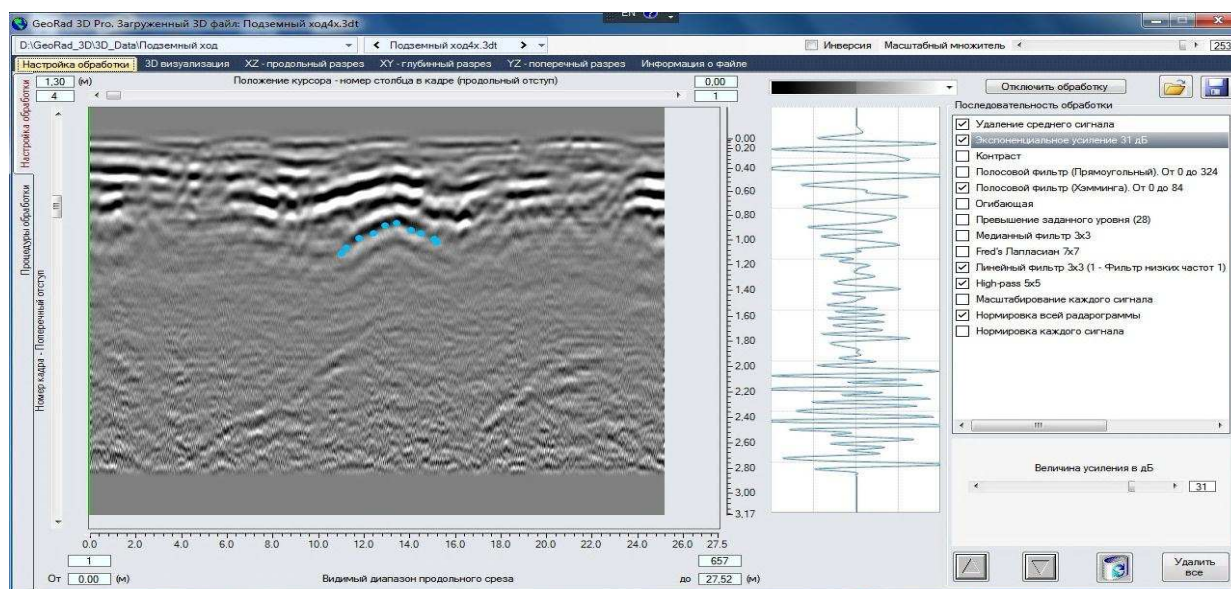 GeoRad 3D Pro. Загруженный 3D файл: Подземный ход4x.3dt
EN
D:\GeoRad_3D\3D_Data\Подземный ход
Подземный ход4x.3dt
Инверсия
Масштабный множитель
253
Настройка обработки
3D визуализация
XZ - продольный разрез
XY - глубинный разрез
YZ - поперечный разрез
Информация о файле
Настройка обработки
Процедуры обработки
1,30 (м)
4
Положение курсора - номер столбца в кадре (продольный отступ)
0,00
1
Номер кадра - Поперечный отступ
0,00
0,20
0,40
0,60
0,80
1,00
1,20
1,40
1,60
1,80
2,00
2,20
2,40
2,60
2,80
3,00
3,17
0.0 2.0 4.0 6.0 8.0 10.0 12.0 14.0 16.0 18.0 20.0 22.0 24.0 26.0 27.5
1
657
От 0.00 (м)
Видимый диапазон продольного среза
до 27,52 (м)
Отключить обработку
Последовательность обработки
Удаление среднего сигнала
Экспоненциальное усиление 31 дБ
Контраст
Полосовой фильтр (Прямоугольный). От 0 до 324
Полосовой фильтр (Хэмминга). От 0 до 84
Огибающая
Превышение заданного уровня (28)
Медианный фильтр 3x3
Fred's Лапласиан 7x7
Линейный фильтр 3x3 (1 - Фильтр низких частот 1)
High-pass 5x5
Масштабирование каждого сигнала
Нормировка всей радарограммы
Нормировка каждого сигнала
Величина усиления в дБ
31
Удалить
все